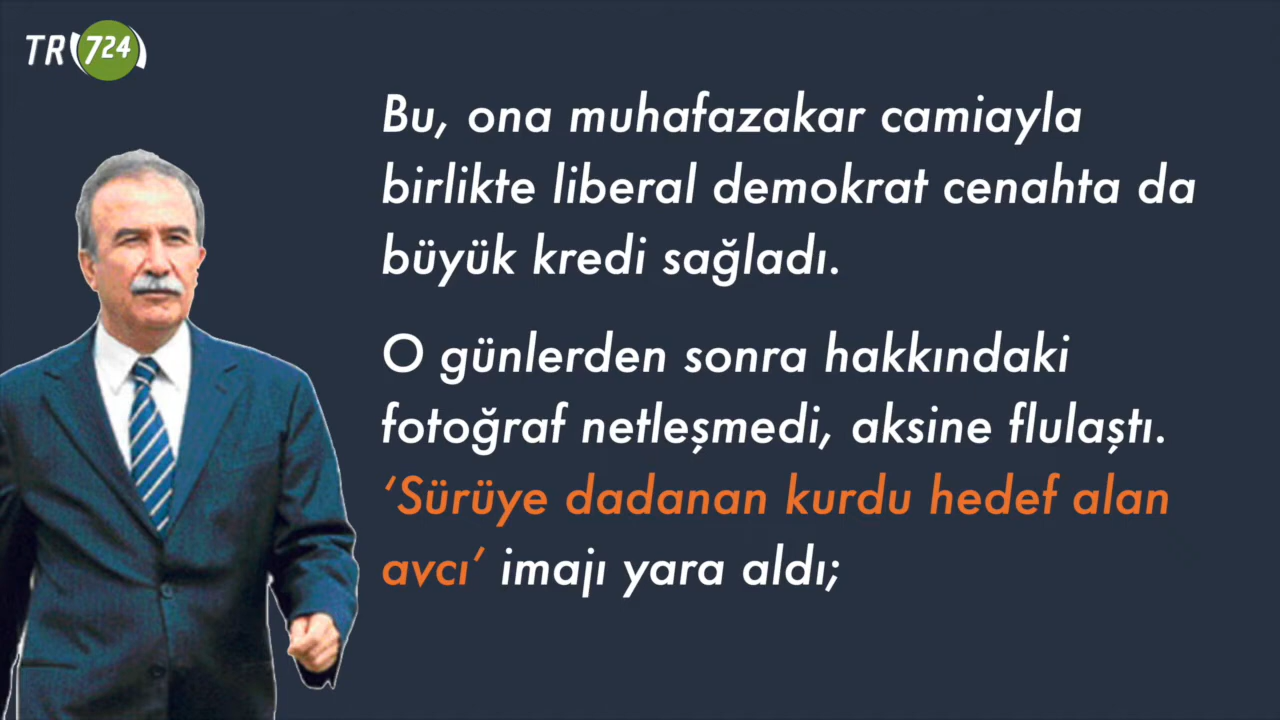 TR724
Bu, ona muhafazakar camiayla
birlikte liberal demokrat cenahta da
büyük kredi sağladı.
O günlerden sonra hakkındaki
fotoğraf netleşmedi, aksine flulaştı.
‘Sürüye dadanan kurdu hedef alan
avcı’ imajı yara aldı;